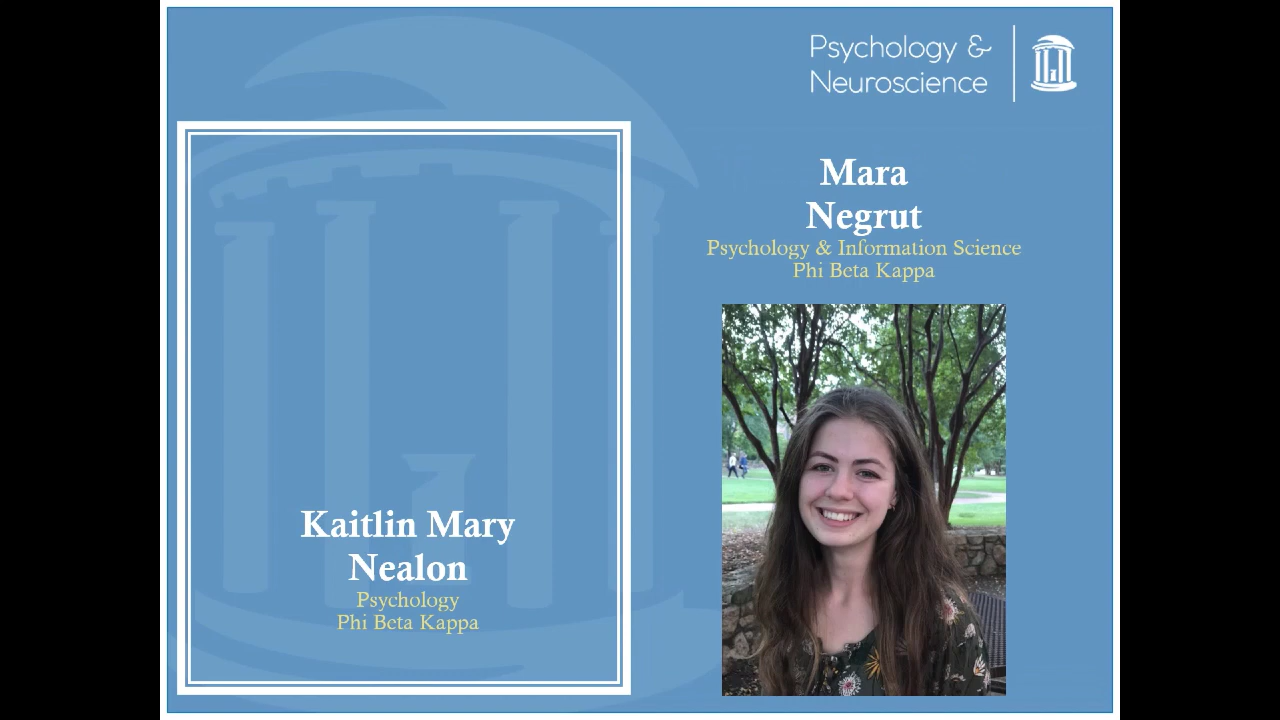 Psychology &
Neuroscience
Kaitlin Mary
Nealon
Psychology
Phi Beta Kappa
Mara
Negrut
Psychology & Information Science
Phi Beta Kappa